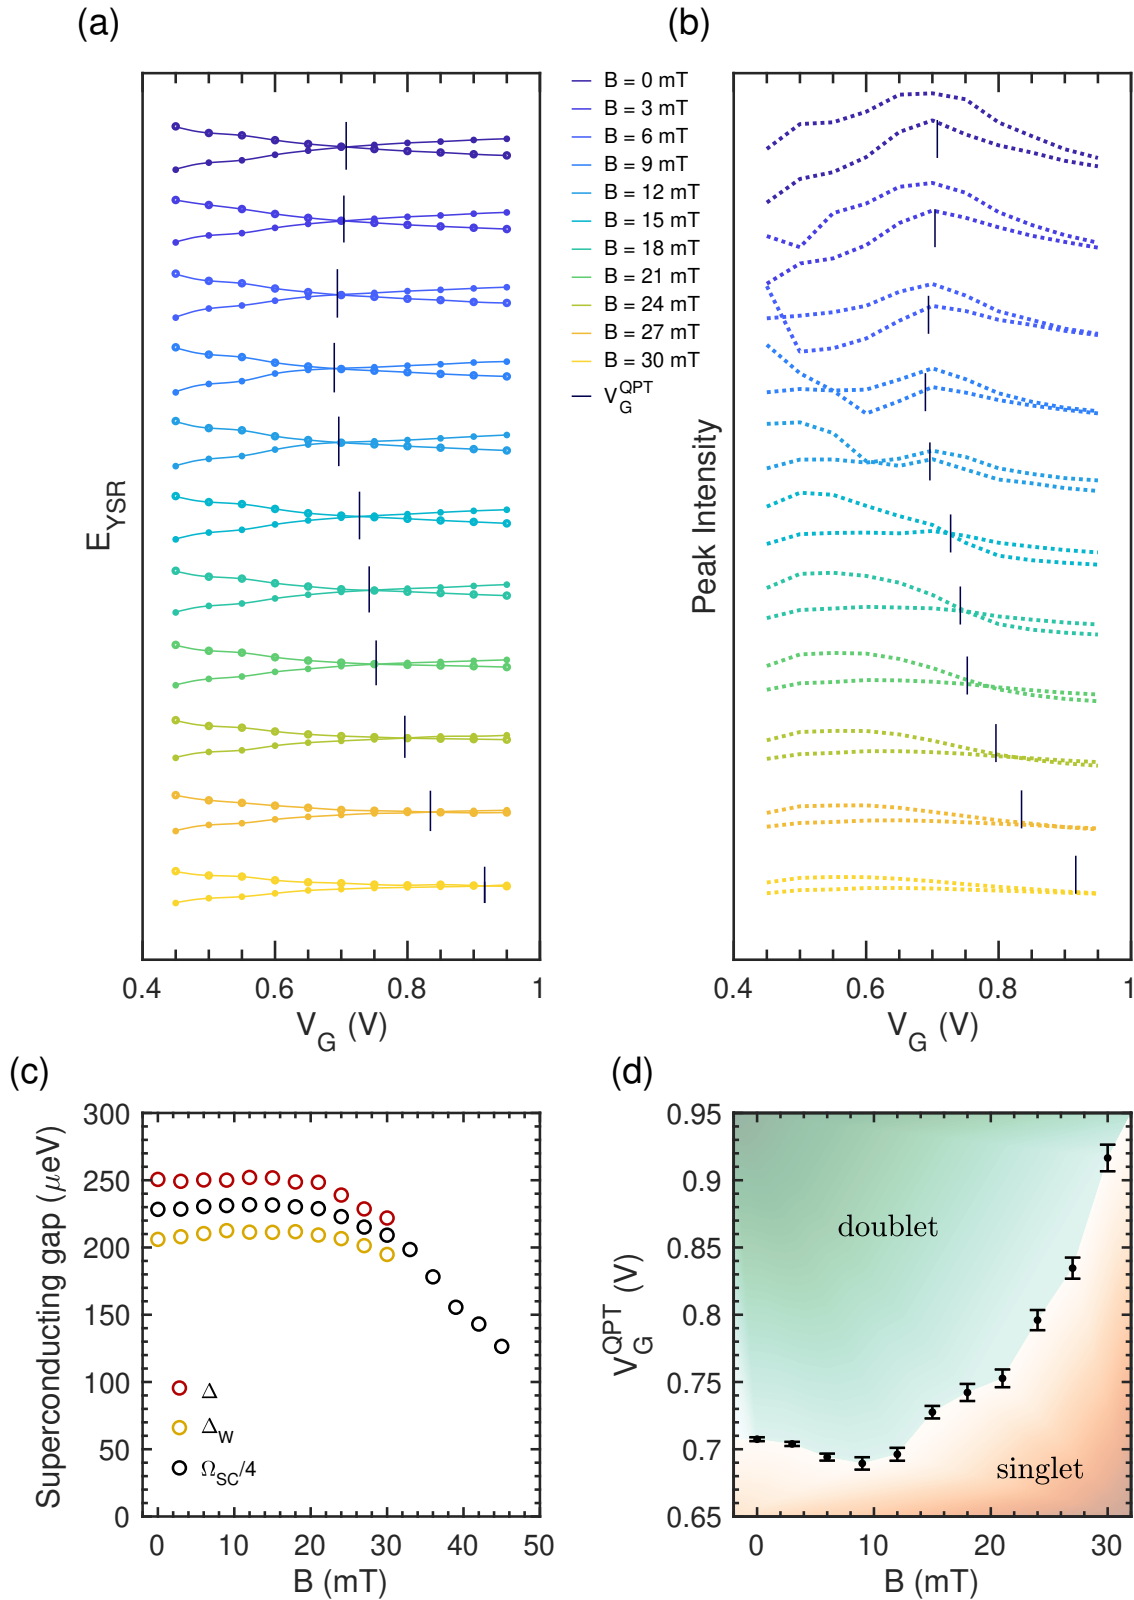 (a)
E_YSR
0.4 0.6 0.8 1
V_G (V)
B = 0 mT
B = 3 mT
B = 6 mT
B = 9 mT
B = 12 mT
B = 15 mT
B = 18 mT
B = 21 mT
B = 24 mT
B = 27 mT
B = 30 mT
V_G^QPT
(b)
Peak Intensity
0.4 0.6 0.8 1
V_G (V)
(c)
Superconducting gap (μeV)
300
250
200
150
100
50
0
Δ
Δ_W
Ω_SC/4
0 10 20 30 40 50
B (mT)
(d)
V_G^QPT (V)
0.95
0.9
0.85
0.8
0.75
0.7
0.65
doublet
singlet
0 10 20 30
B (mT)